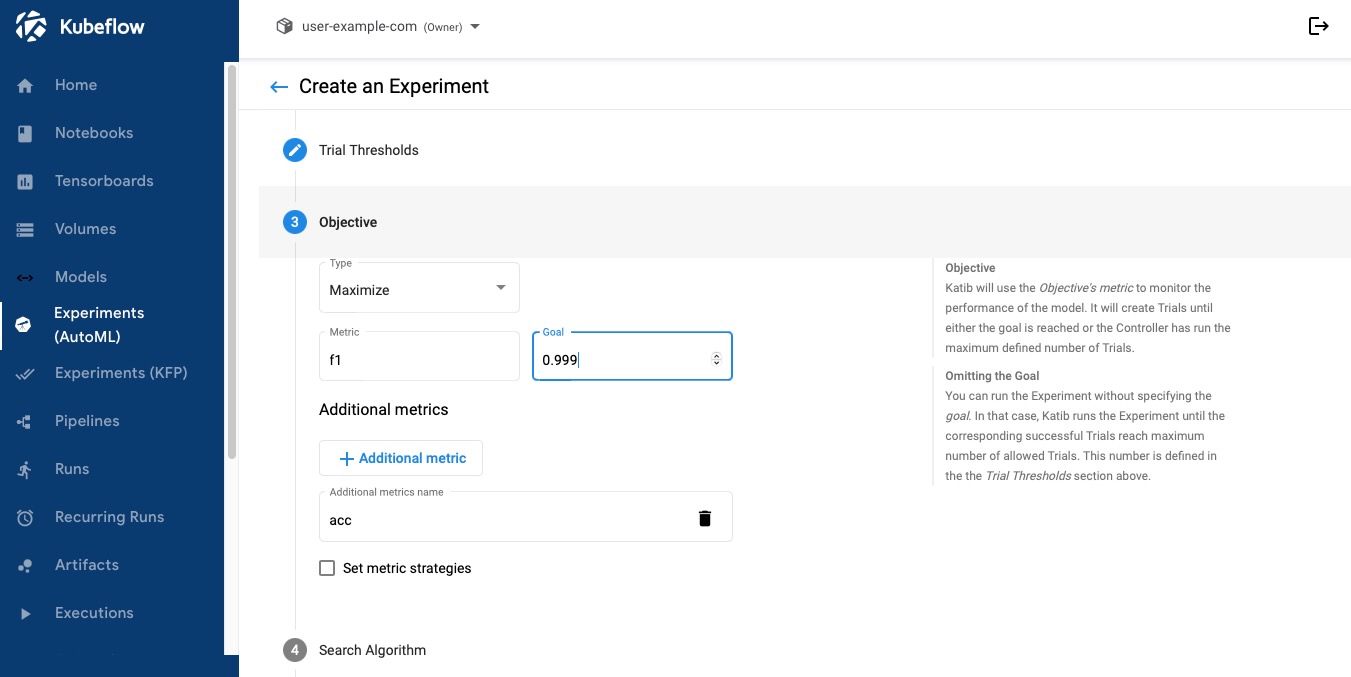 Kubeflow
Home
Notebooks
Tensorboards
Volumes
Models
Experiments
(AutoML)
Experiments (KFP)
Pipelines
Runs
Recurring Runs
Artifacts
Executions
user-example-com (Owner)
Create an Experiment
Trial Thresholds
3 Objective
Type
Maximize
Metric
f1
Goal
0.999
Additional metrics
Additional metric
Additional metrics name
acc
Set metric strategies
4 Search Algorithm
Objective
Katib will use the Objective's metric to monitor the
performance of the model. It will create Trials until
either the goal is reached or the Controller has run the
maximum defined number of Trials.
Omitting the Goal
You can run the Experiment without specifying the
goal. In that case, Katib runs the Experiment until the
corresponding successful Trials reach maximum
number of allowed Trials. This number is defined in
the the Trial Thresholds section above.